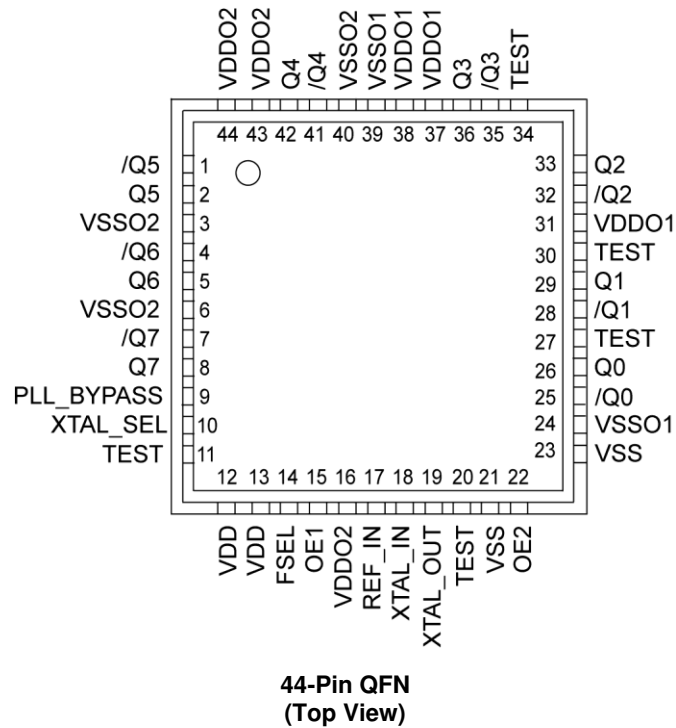 VDDO2
VDDO2
Q4
/Q4
VSSO2
VSSO1
VDDO1
VDDO1
Q3
/Q3
TEST
44 43 42 41 40 39 38 37 36 35 34
/Q5 1
Q5 2
VSSO2 3
/Q6 4
Q6 5
VSSO2 6
/Q7 7
Q7 8
PLL_BYPASS 9
XTAL_SEL 10
TEST 11
33 Q2
32 /Q2
31 VDDO1
30 TEST
29 Q1
28 /Q1
27 TEST
26 Q0
25 /Q0
24 VSSO1
23 VSS
12 13 14 15 16 17 18 19 20 21 22
VDD
VDD
FSEL
OE1
VDDO2
REF_IN
XTAL_IN
XTAL_OUT
TEST
VSS
OE2
44-Pin QFN
(Top View)